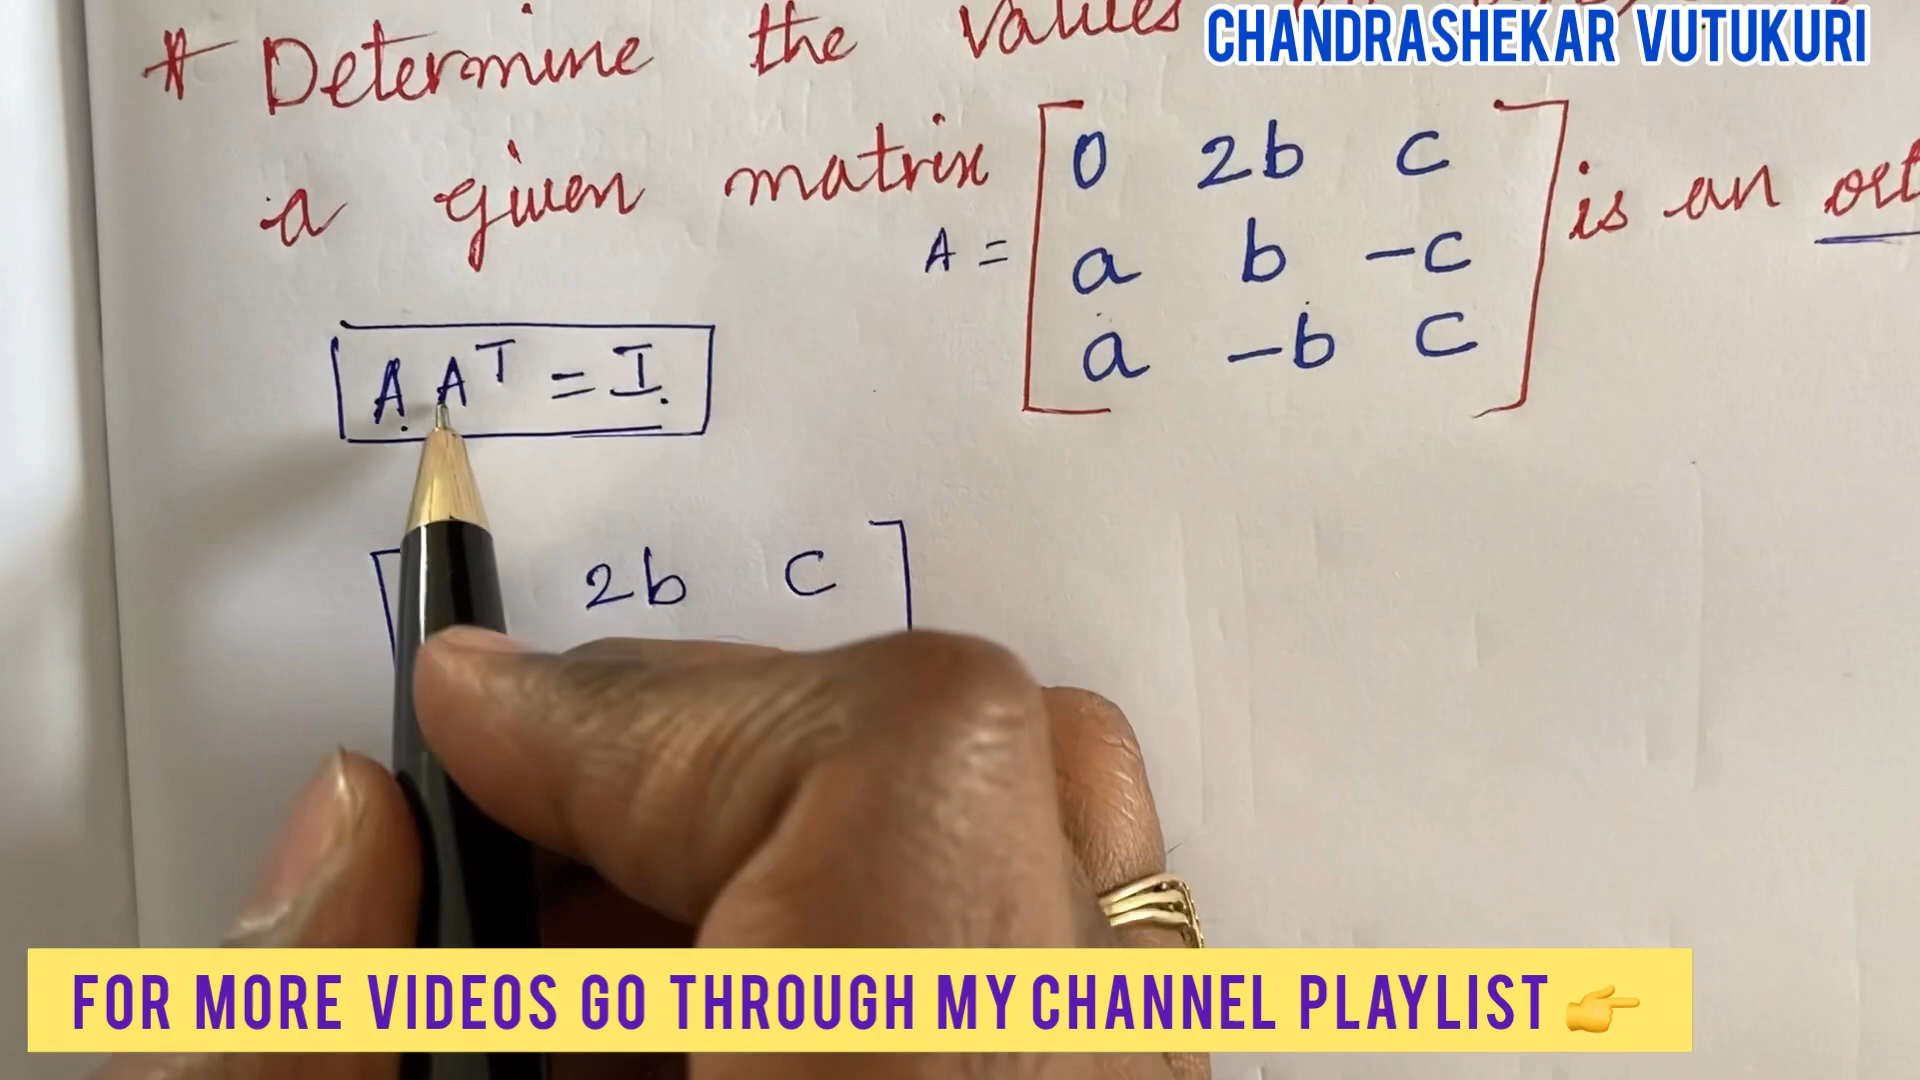 * Determine the values
CHANDRASHEKAR VUTUKURI
a given matrix
A =
0 2b c
a b -c
a -b c
is an
A A^T = I
2b c
FOR MORE VIDEOS GO THROUGH MY CHANNEL PLAYLIST 👉